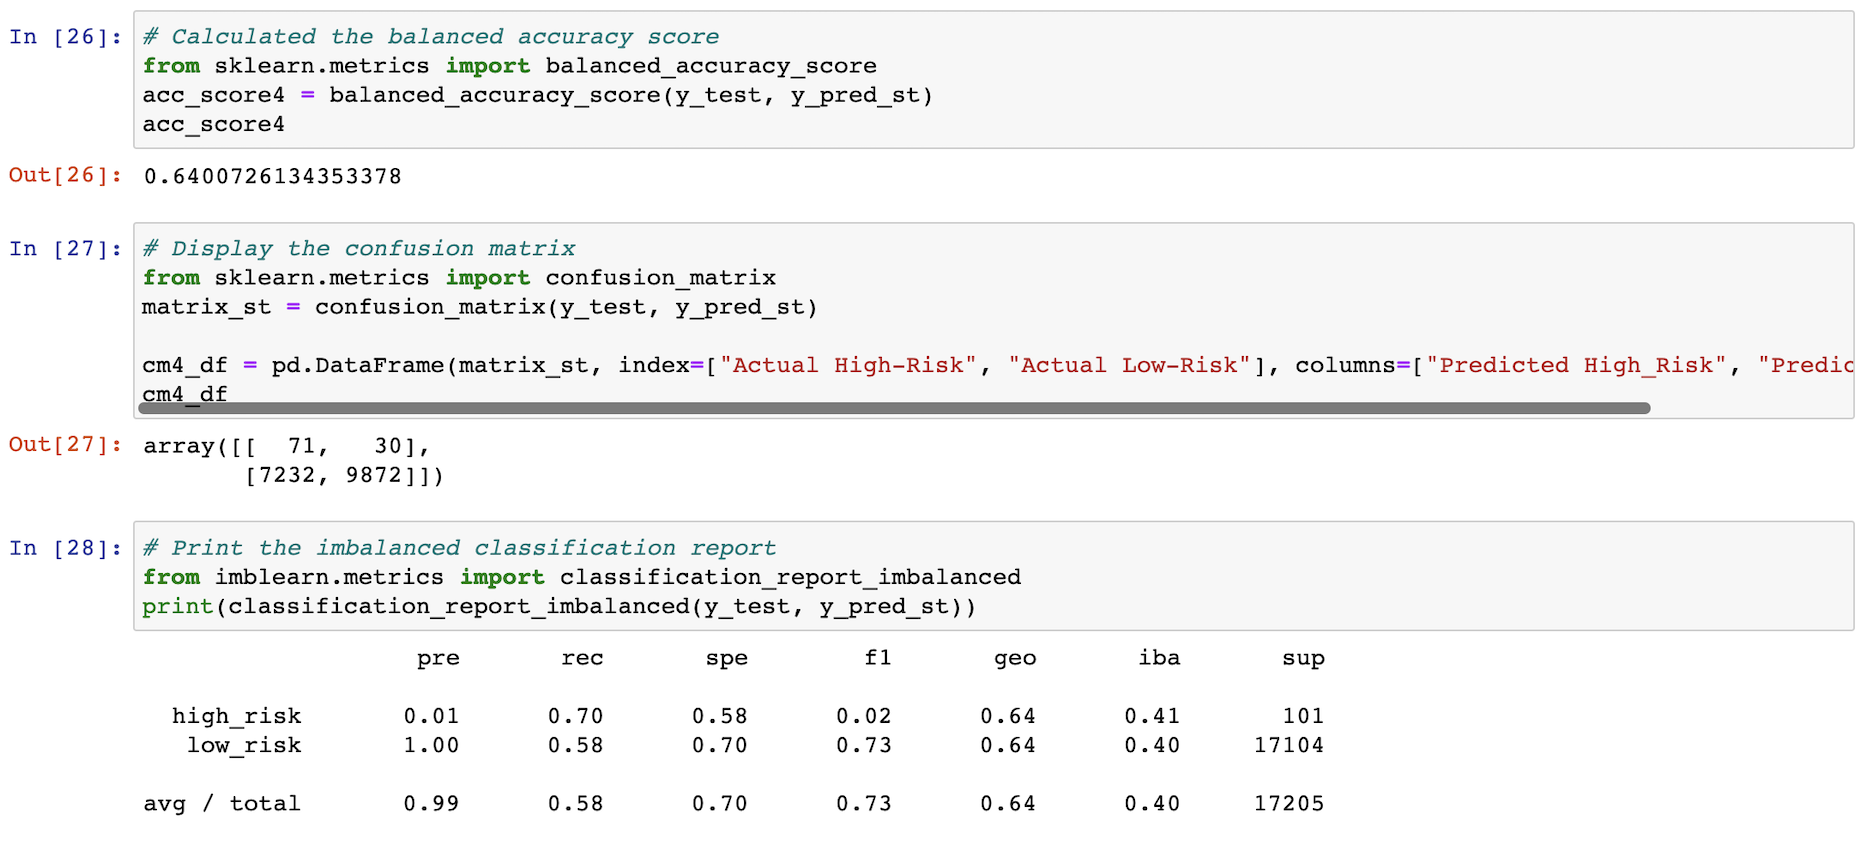 In [26]: # Calculated the balanced accuracy score
from sklearn.metrics import balanced_accuracy_score
acc_score4 = balanced_accuracy_score(y_test, y_pred_st)
acc_score4
Out[26]: 0.6400726134353378
In [27]: # Display the confusion matrix
from sklearn.metrics import confusion_matrix
matrix_st = confusion_matrix(y_test, y_pred_st)
cm4_df = pd.DataFrame(matrix_st, index=["Actual High-Risk", "Actual Low-Risk"], columns=["Predicted High_Risk", "Predic
cm4_df
Out[27]: array([[  71,   30],
[7232, 9872]])
In [28]: # Print the imbalanced classification report
from imblearn.metrics import classification_report_imbalanced
print(classification_report_imbalanced(y_test, y_pred_st))
pre rec spe f1 geo iba sup
high_risk 0.01 0.70 0.58 0.02 0.64 0.41 101
low_risk 1.00 0.58 0.70 0.73 0.64 0.40 17104
avg / total 0.99 0.58 0.70 0.73 0.64 0.40 17205